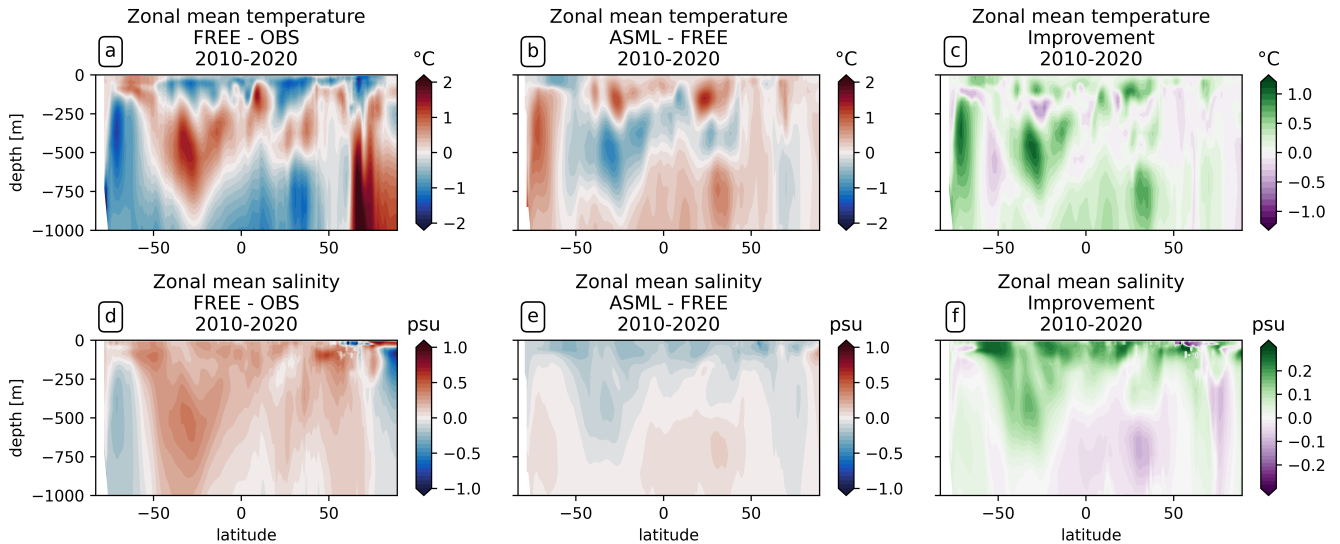 Zonal mean temperature
FREE - OBS
2010-2020
a
°C
0
−250
−500
−750
−1000
depth [m]
−50
0
50
2
1
0
−1
−2
Zonal mean temperature
ASML - FREE
2010-2020
b
°C
−50
0
50
2
1
0
−1
−2
Zonal mean temperature
Improvement
2010-2020
c
°C
−50
0
50
1.0
0.5
0.0
−0.5
−1.0
Zonal mean salinity
FREE - OBS
2010-2020
d
psu
0
−250
−500
−750
−1000
depth [m]
−50
0
50
latitude
1.0
0.5
0.0
−0.5
−1.0
Zonal mean salinity
ASML - FREE
2010-2020
e
psu
−50
0
50
latitude
1.0
0.5
0.0
−0.5
−1.0
Zonal mean salinity
Improvement
2010-2020
f
psu
−50
0
50
latitude
0.2
0.1
0.0
−0.1
−0.2